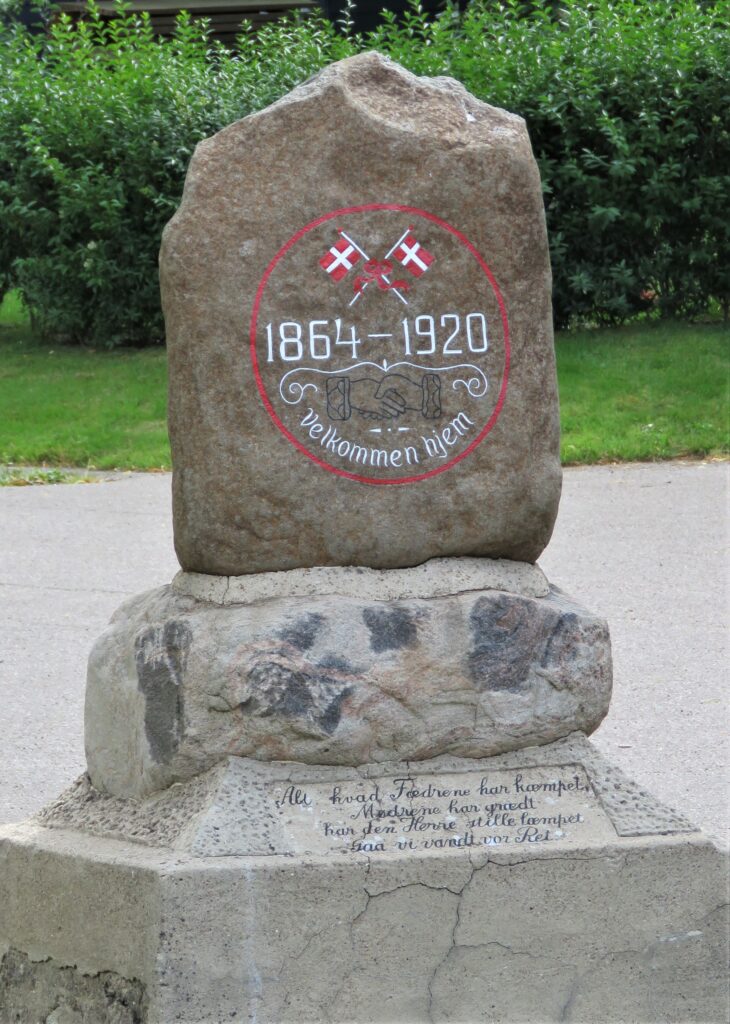 1864 – 1920
velkommen hjem
„Alt hvad Fædrene har kæmpet,
Mødrene har grædt
har den Herre stille læmpet
saa vi vandt vor Ret.